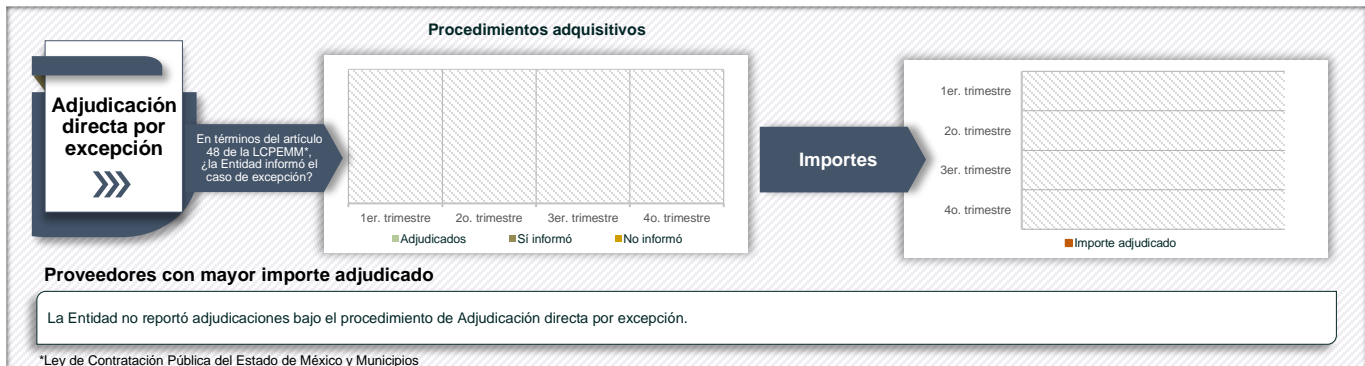 Procedimientos adquisitivos
Adjudicación
directa por
excepción
En términos del artículo
48 de la LCPEMM*,
¿la Entidad informó el
caso de excepción?
1er. trimestre
2o. trimestre
3er. trimestre
4o. trimestre
Adjudicados
Sí informó
No informó
Importes
1er. trimestre
2o. trimestre
3er. trimestre
4o. trimestre
Importe adjudicado
Proveedores con mayor importe adjudicado
La Entidad no reportó adjudicaciones bajo el procedimiento de Adjudicación directa por excepción.
*Ley de Contratación Pública del Estado de México y Municipios